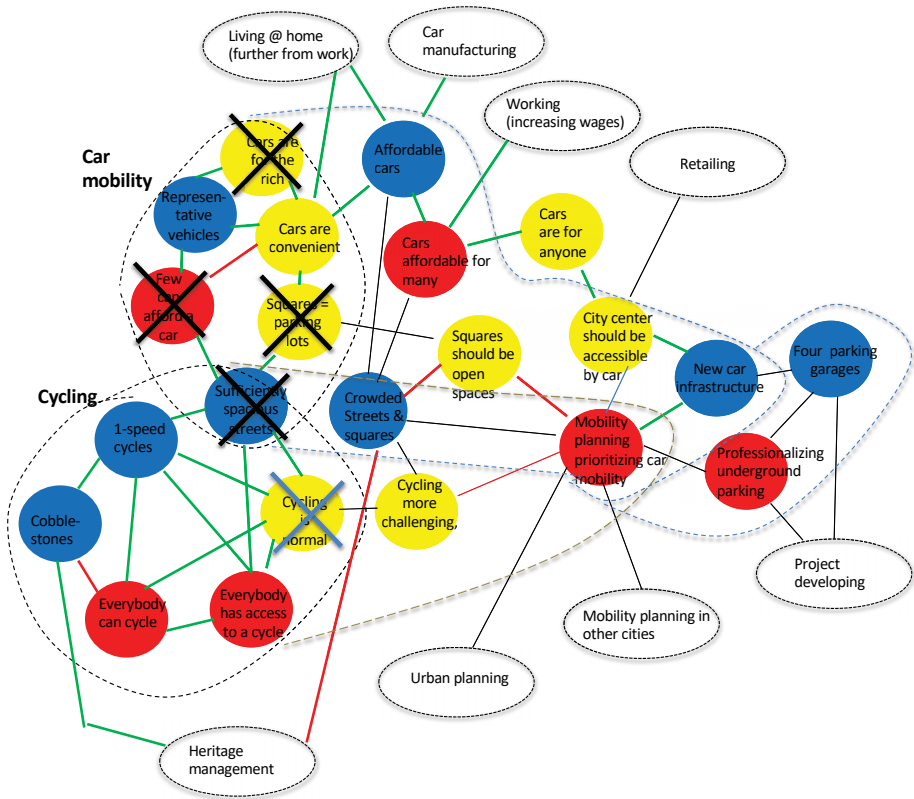 Living @ home
(further from work)
Car
manufacturing
Working
(increasing wages)
Retailing
Car
mobility
Cars are
for the
rich
Affordable
cars
Represen-
tative
vehicles
Cars are
convenient
Cars
are for
anyone
Cars
affordable for
many
Few
can
afford a
car
Squares =
parking
lots
Squares
should be
open
spaces
City center
should be
accessible
by car
New car
infrastructure
Four parking
garages
Cycling
Sufficiently
spacious
streets
Crowded
Streets &
squares
1-speed
cycles
Mobility
planning
prioritizing car
mobility
Professionalizing
underground
parking
Cycling
is
normal
Cycling
more
challenging,
Cobble-
stones
Everybody
can cycle
Everybody
has access
to a cycle
Project
developing
Mobility planning in
other cities
Urban planning
Heritage
management